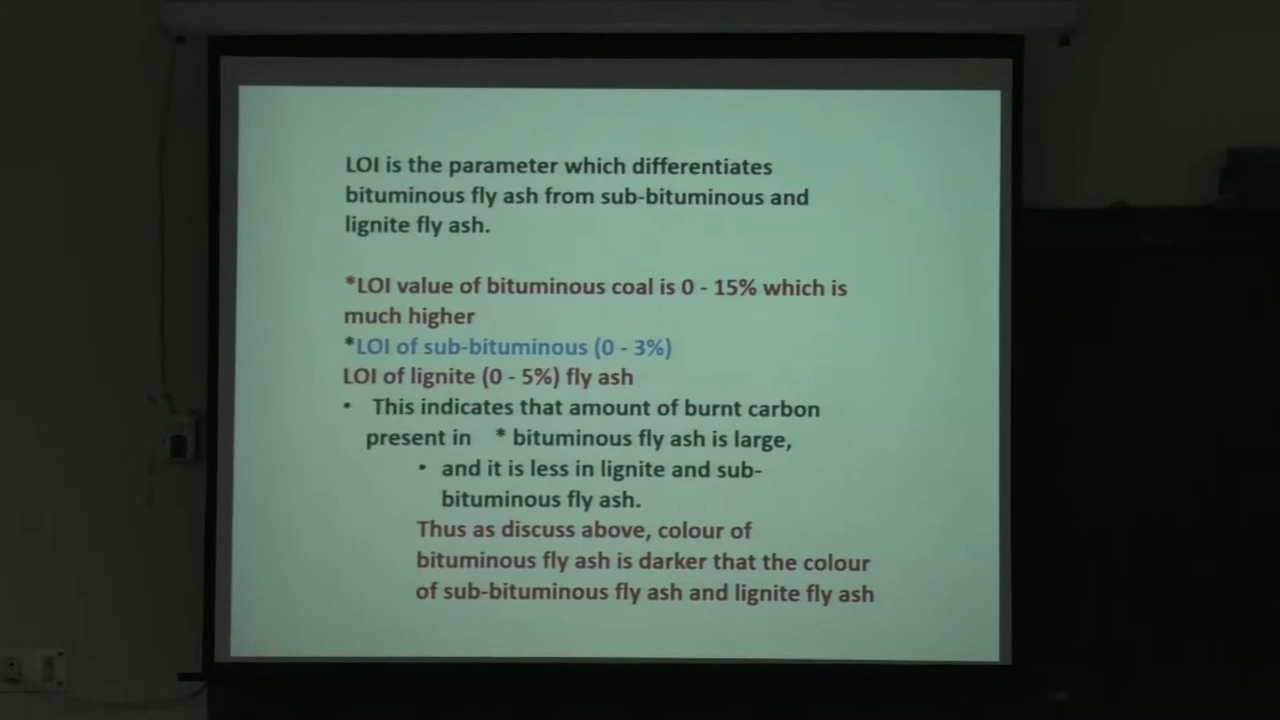 LOI is the parameter which differentiates
bituminous fly ash from sub-bituminous and
lignite fly ash.
*LOI value of bituminous coal is 0 - 15% which is
much higher
*LOI of sub-bituminous (0 - 3%)
LOI of lignite (0 - 5%) fly ash
• This indicates that amount of burnt carbon
present in * bituminous fly ash is large,
• and it is less in lignite and sub-
bituminous fly ash.
Thus as discuss above, colour of
bituminous fly ash is darker that the colour
of sub-bituminous fly ash and lignite fly ash